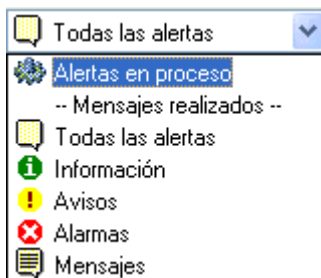 Todas las alertas
Alertas en proceso
-- Mensajes realizados --
Todas las alertas
Información
Avisos
Alarmas
Mensajes